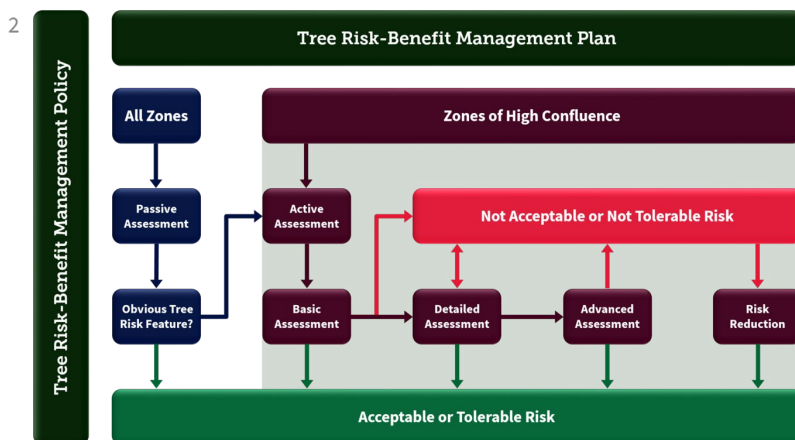 2
Tree Risk-Benefit Management Policy
Tree Risk-Benefit Management Plan
All Zones
Zones of High Confluence
Passive
Assessment
Active
Assessment
Not Acceptable or Not Tolerable Risk
Obvious Tree
Risk Feature?
Basic
Assessment
Detailed
Assessment
Advanced
Assessment
Risk
Reduction
Acceptable or Tolerable Risk